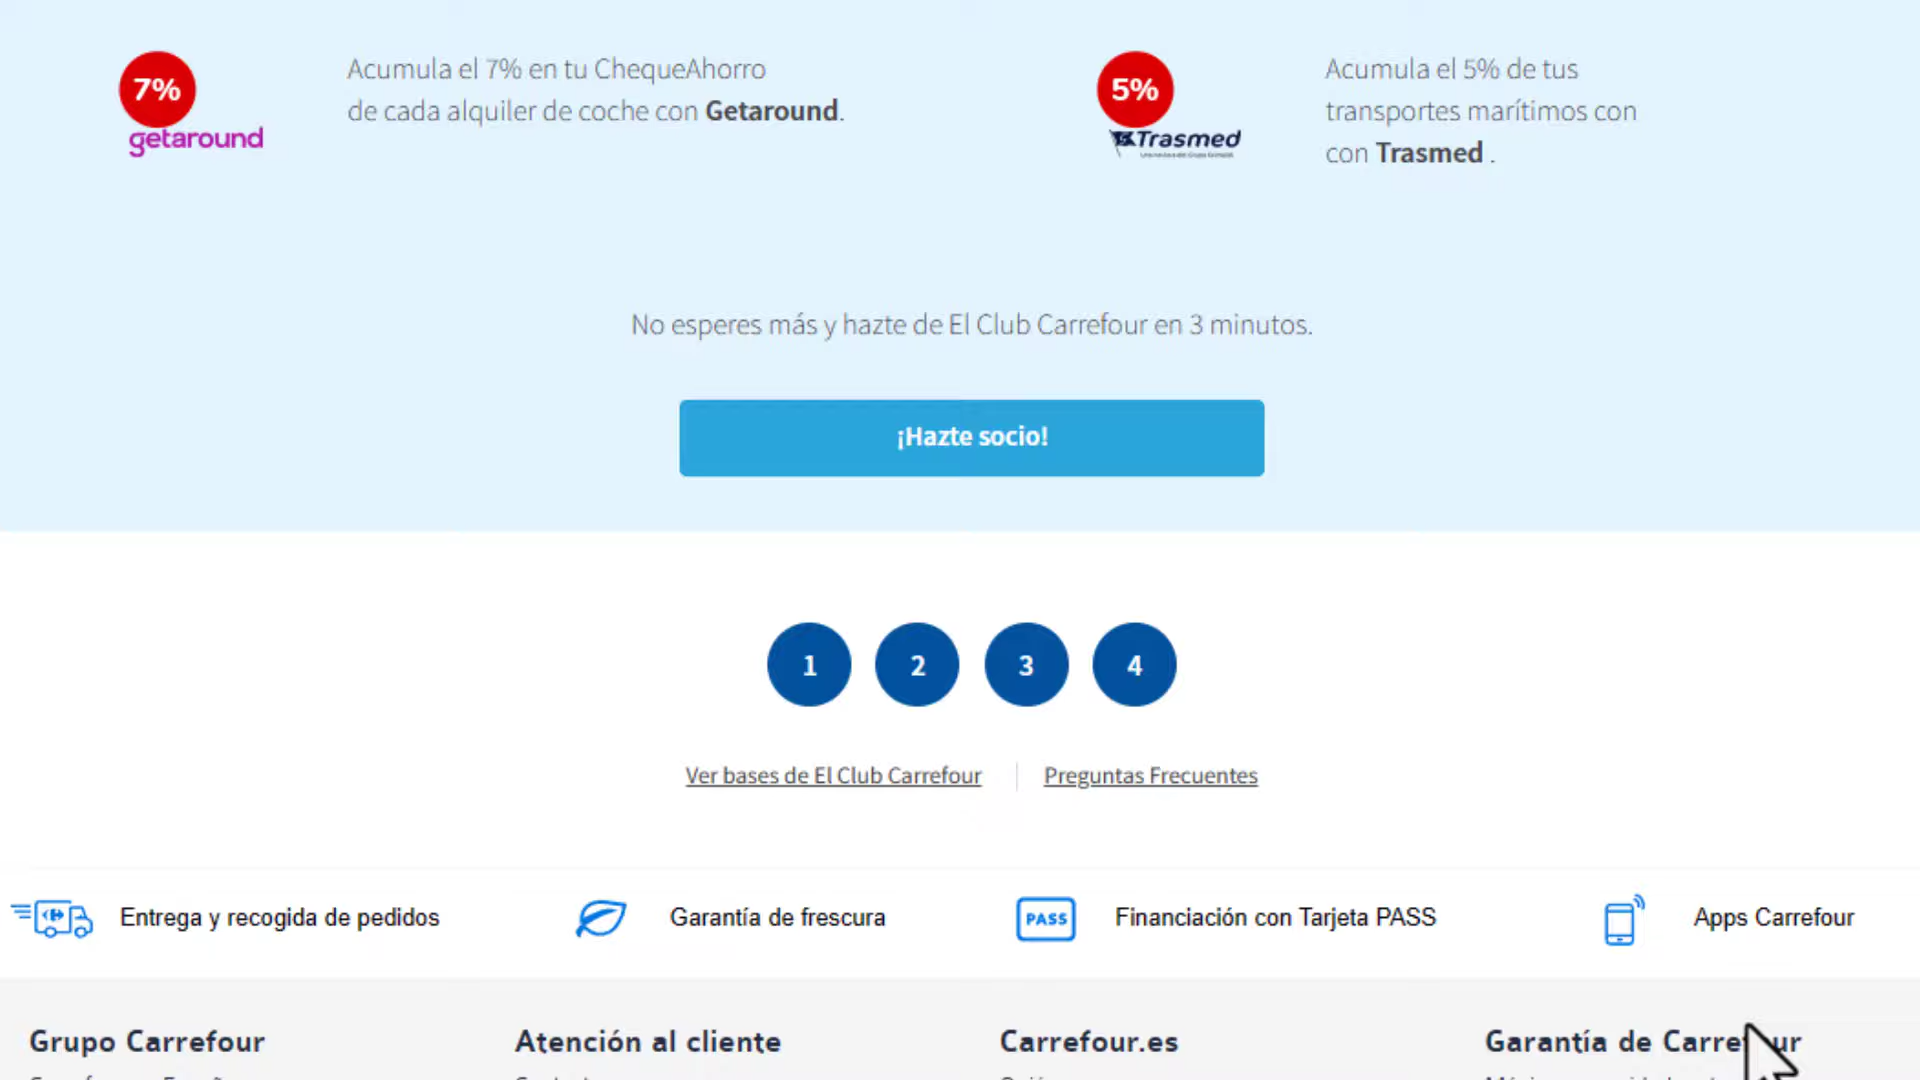 7%
getaround
Acumula el 7% en tu ChequeAhorro
de cada alquiler de coche con Getaround.
5%
Trasmed
Acumula el 5% de tus
transportes marítimos con
con Trasmed .
No esperes más y hazte de El Club Carrefour en 3 minutos.
¡Hazte socio!
1 2 3 4
Ver bases de El Club Carrefour
Preguntas Frecuentes
Entrega y recogida de pedidos
Garantía de frescura
PASS
Financiación con Tarjeta PASS
Apps Carrefour
Grupo Carrefour
Atención al cliente
Carrefour.es
Garantía de Carrefour